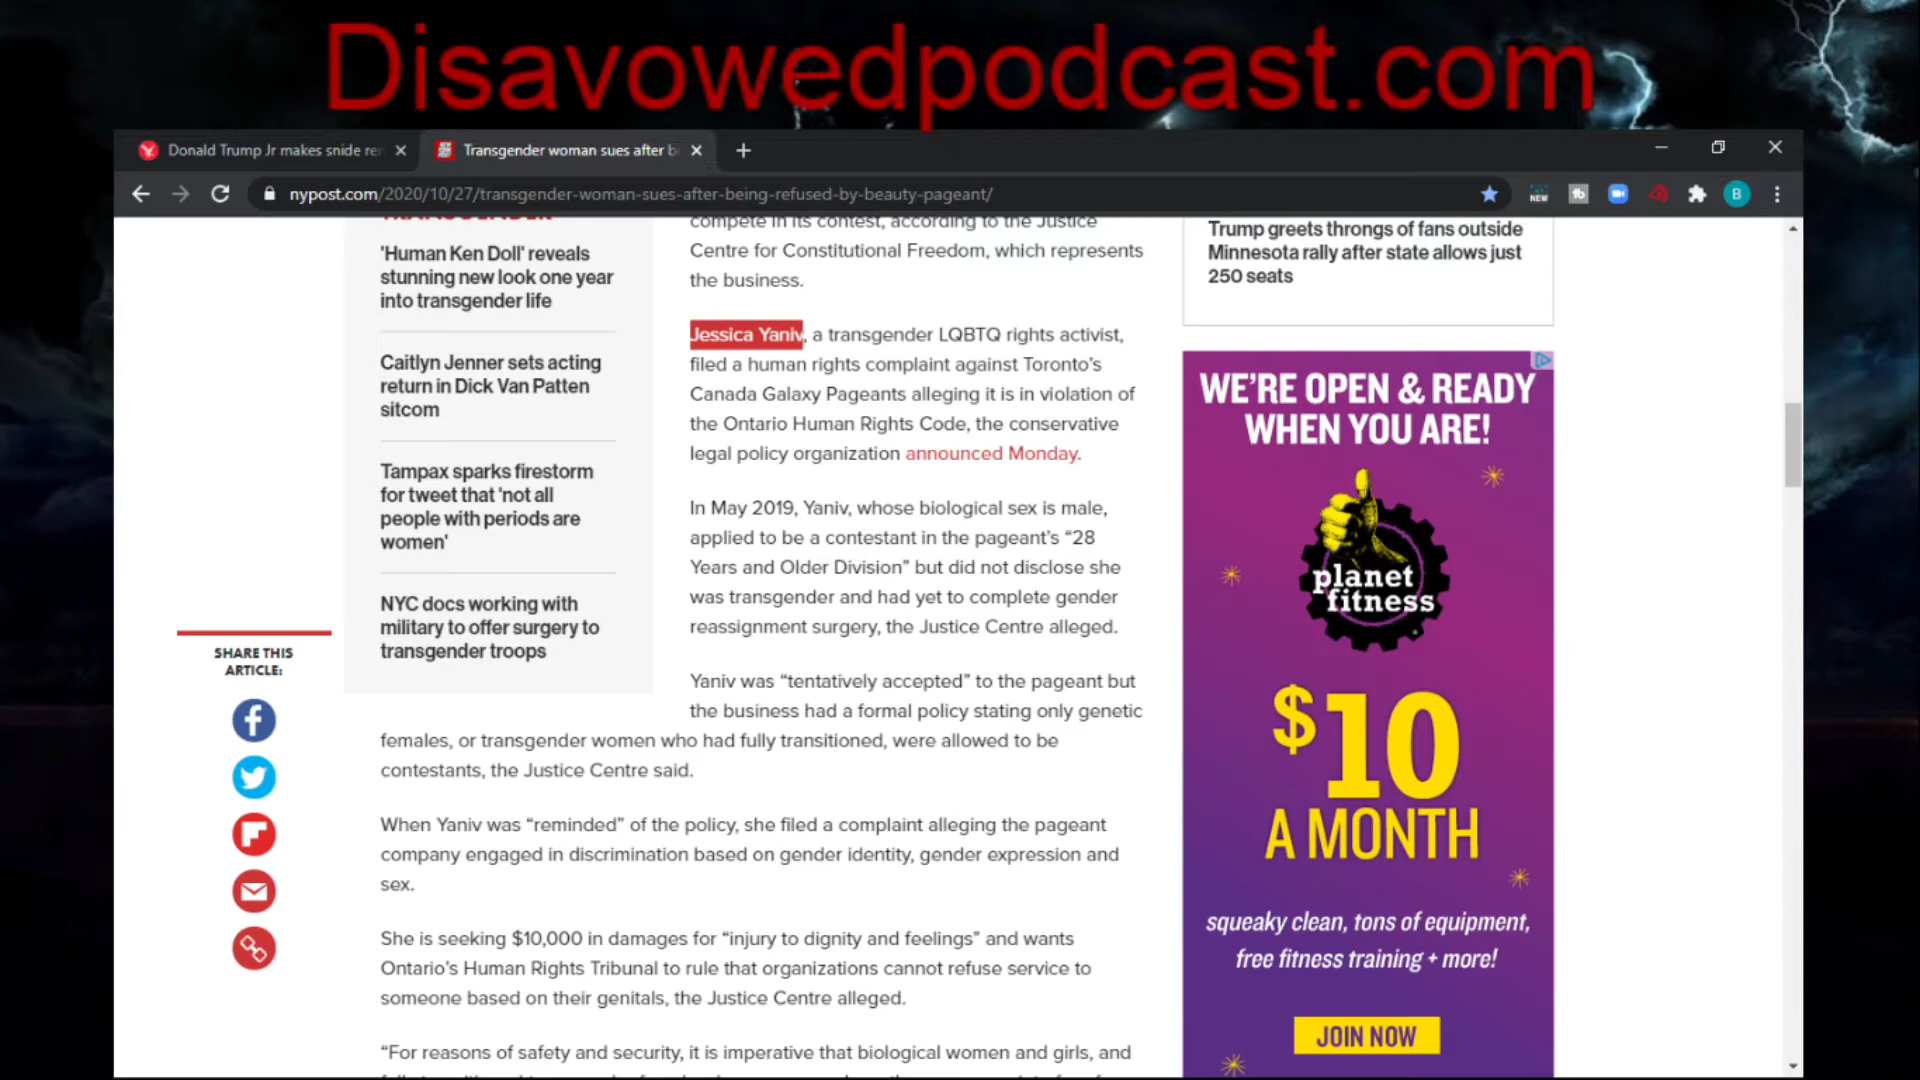 Disavowedpodcast.com
Donald Trump Jr makes snide rer
Transgender woman sues after b
nypost.com/2020/10/27/transgender-woman-sues-after-being-refused-by-beauty-pageant/
NEW
B
'Human Ken Doll' reveals
stunning new look one year
into transgender life
Caitlyn Jenner sets acting
return in Dick Van Patten
sitcom
Tampax sparks firestorm
for tweet that 'not all
people with periods are
women'
NYC docs working with
military to offer surgery to
transgender troops
SHARE THIS
ARTICLE:
compete in its contest, according to the Justice
Centre for Constitutional Freedom, which represents
the business.
Jessica Yaniv, a transgender LQBTQ rights activist,
filed a human rights complaint against Toronto's
Canada Galaxy Pageants alleging it is in violation of
the Ontario Human Rights Code, the conservative
legal policy organization announced Monday.
In May 2019, Yaniv, whose biological sex is male,
applied to be a contestant in the pageant's “28
Years and Older Division” but did not disclose she
was transgender and had yet to complete gender
reassignment surgery, the Justice Centre alleged.
Yaniv was “tentatively accepted” to the pageant but
the business had a formal policy stating only genetic
females, or transgender women who had fully transitioned, were allowed to be
contestants, the Justice Centre said.
When Yaniv was “reminded” of the policy, she filed a complaint alleging the pageant
company engaged in discrimination based on gender identity, gender expression and
sex.
She is seeking $10,000 in damages for “injury to dignity and feelings” and wants
Ontario's Human Rights Tribunal to rule that organizations cannot refuse service to
someone based on their genitals, the Justice Centre alleged.
“For reasons of safety and security, it is imperative that biological women and girls, and
Trump greets throngs of fans outside
Minnesota rally after state allows just
250 seats
WE'RE OPEN & READY
WHEN YOU ARE!
planet
fitness
$10
A MONTH
squeaky clean, tons of equipment,
free fitness training + more!
JOIN NOW